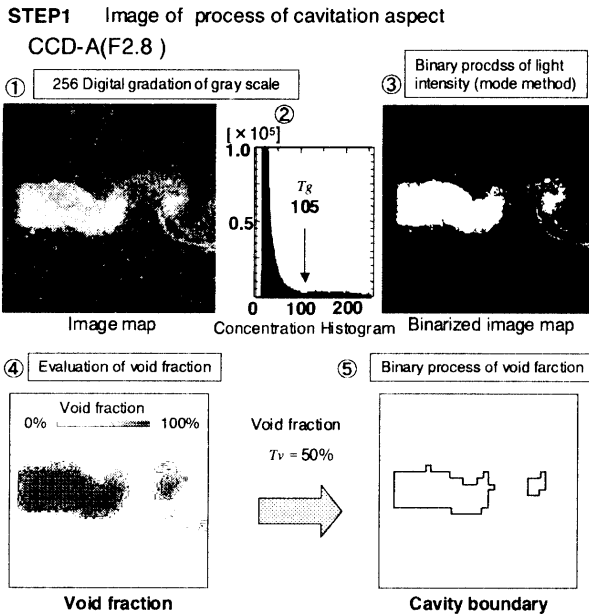 STEP1 Image of process of cavitation aspect
CCD-A(F2.8 )
① 256 Digital gradation of gray scale
②
③ Binary procdss of light
intensity (mode method)
[ × 10⁵]
1.0
Tg
105
0.5
0 100 200
Image map
Concentration Histogram
Binarized image map
④ Evaluation of void fraction
⑤ Binary process of void farction
Void fraction
0% 100%
Void fraction
Tv = 50%
Void fraction
Cavity boundary